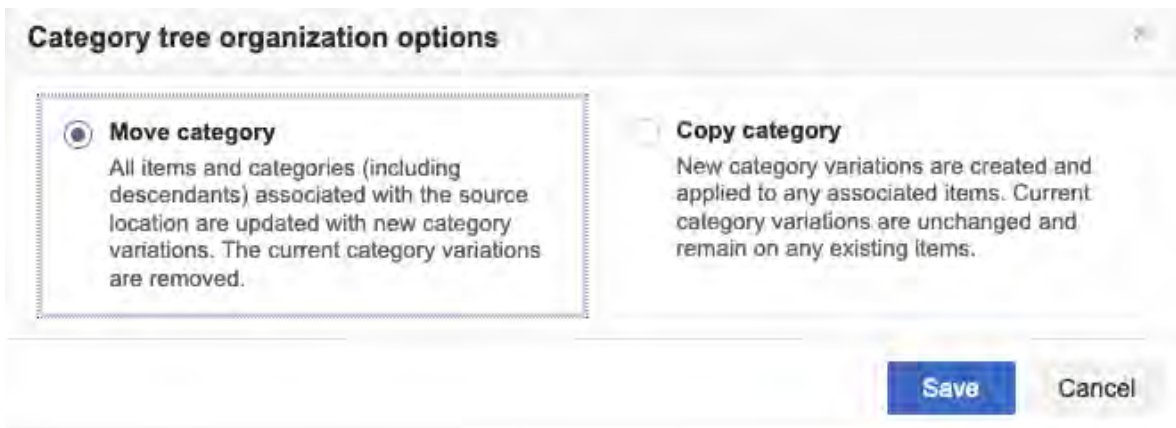 Category tree organization options
Move category
All items and categories (including
descendants) associated with the source
location are updated with new category
variations. The current category variations
are removed.
Copy category
New category variations are created and
applied to any associated items. Current
category variations are unchanged and
remain on any existing items.
Save Cancel